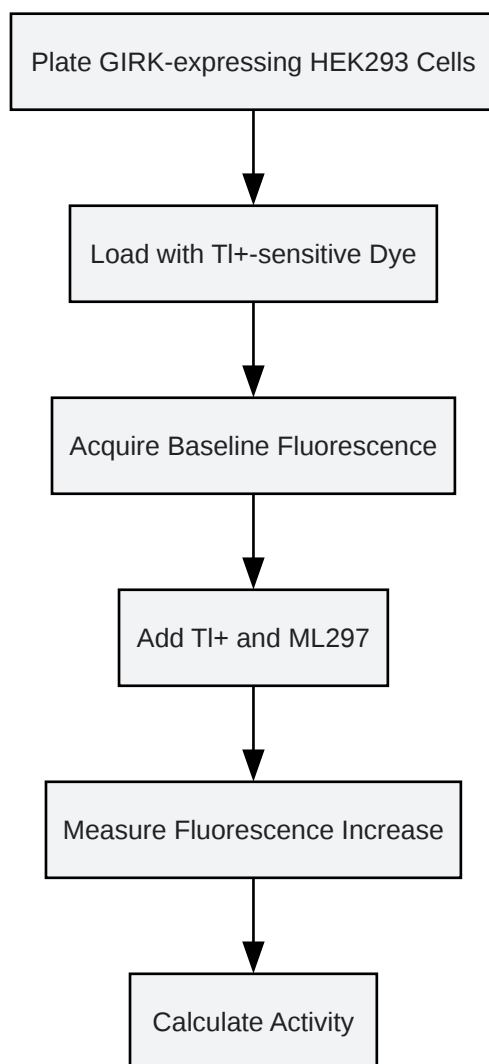 Plate GIRK-expressing HEK293 Cells
Load with Tl+-sensitive Dye
Acquire Baseline Fluorescence
Add Tl+ and ML297
Measure Fluorescence Increase
Calculate Activity